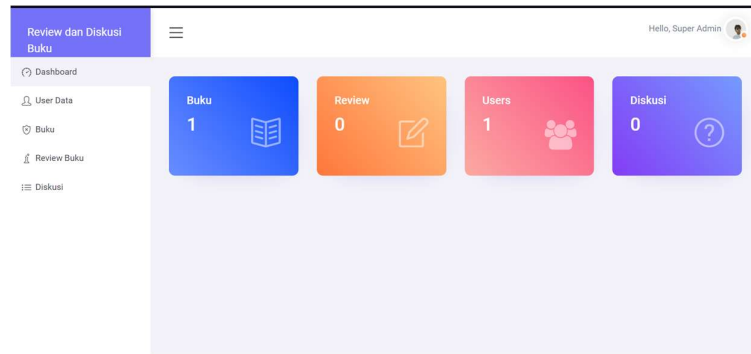 Review dan Diskusi
Buku
Hello, Super Admin
Dashboard
User Data
Buku
Review Buku
Diskusi
Buku
1
Review
0
Users
1
Diskusi
0
?